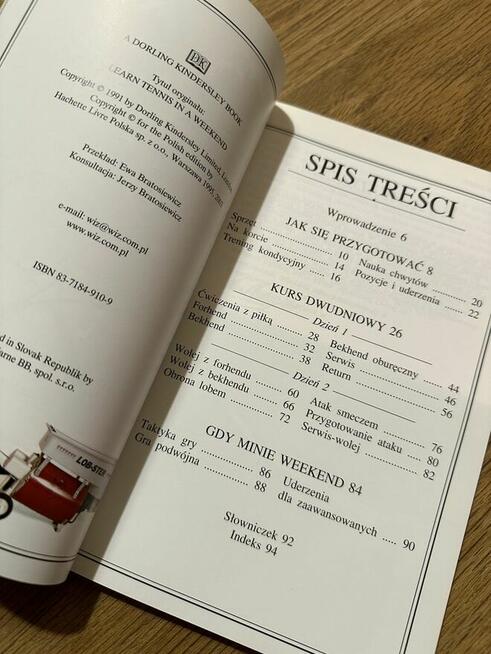 A DORLING KINDERSLEY BOOK
DK
Tytuł oryginału:
LEARN TENNIS IN A WEEKEND
Copyright © 1991 by Dorling Kindersley Limited,
Copyright © for the Polish edition by
Hachette Livre Polska sp. z o.o., Warszawa 1995,
Przekład: Ewa Bratosiewicz
Konsultacja: Jerzy Bratosiewicz
e-mail: wiz@wiz.com.pl
www.wiz.com.pl
ISBN 83-7184-910-9
in Slovak Republik by
BB, spol. s.r.o.
LOB-STER
SPIS TREŚCI
Wprowadzenie 6
JAK SIĘ PRZYGOTOWAĆ 8
Sprzęt ........ 10
Na korcie ........ 14
Trening kondycyjny ........ 16
Nauka chwytów ........ 20
Pozycje i uderzenia ........ 22
KURS DWUDNIOWY 26
Dzień 1
Ćwiczenia z piłką ........ 28
Forhend ........ 32
Bekhend ........ 38
Bekhend oburęczny ........ 44
Serwis ........ 46
Return ........ 56
Dzień 2
Wolej z forhendu ........ 60
Wolej z bekhendu ........ 66
Obrona lobem ........ 72
Atak smeczem ........ 76
Przygotowanie ataku ........ 80
Serwis-wolej ........ 82
GDY MINIE WEEKEND 84
Taktyka gry ........ 86
Gra podwójna ........ 88
Uderzenia
dla zaawansowanych ..... 90
Słowniczek 92
Indeks 94